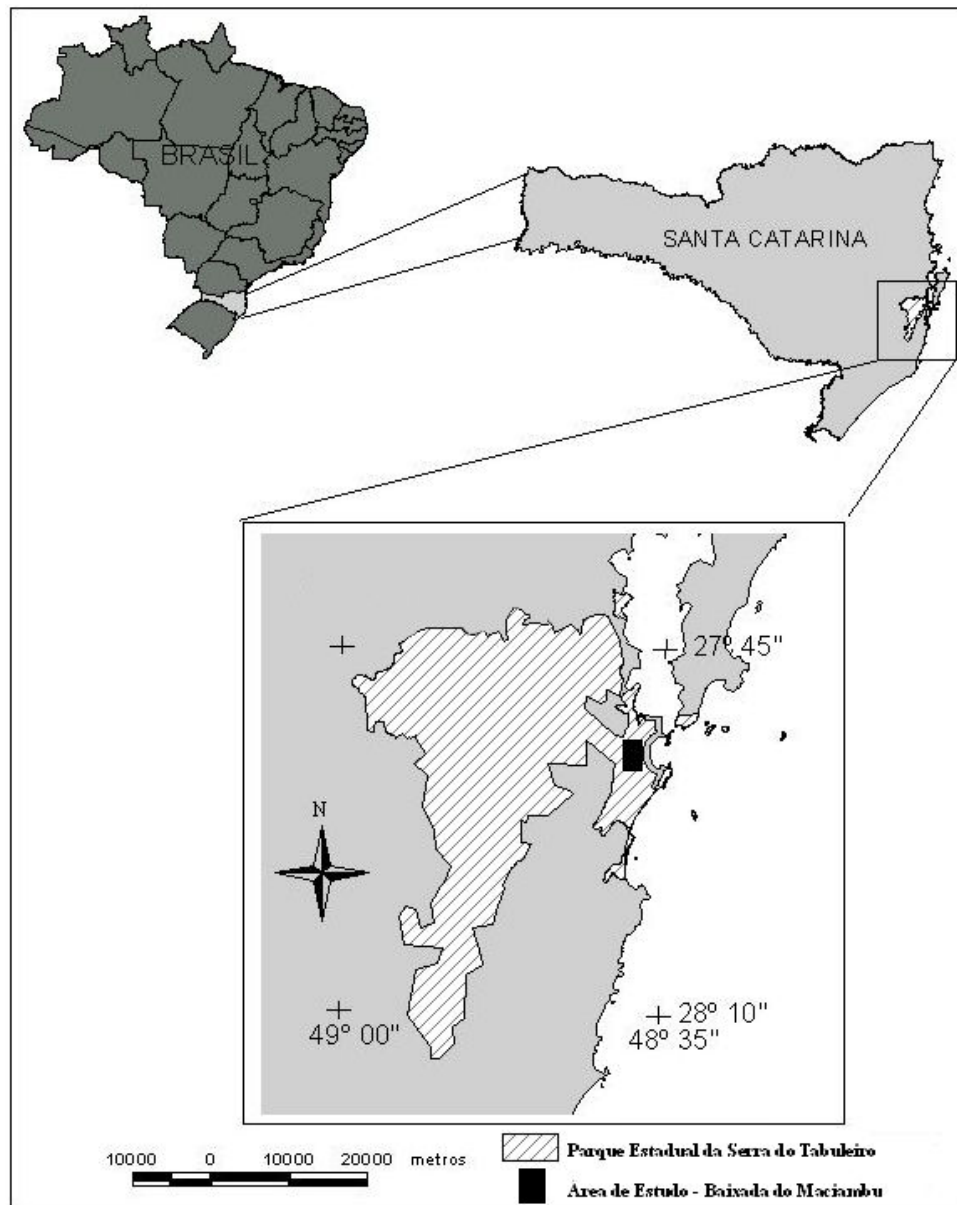 BRASIL
SANTA CATARINA
27º 45"
N
28º 10"
49º 00"
48º 35"
10000 0 10000 20000 metros
Parque Estadual da Serra do Tabuleiro
Área de Estudo - Baixada do Maciambu